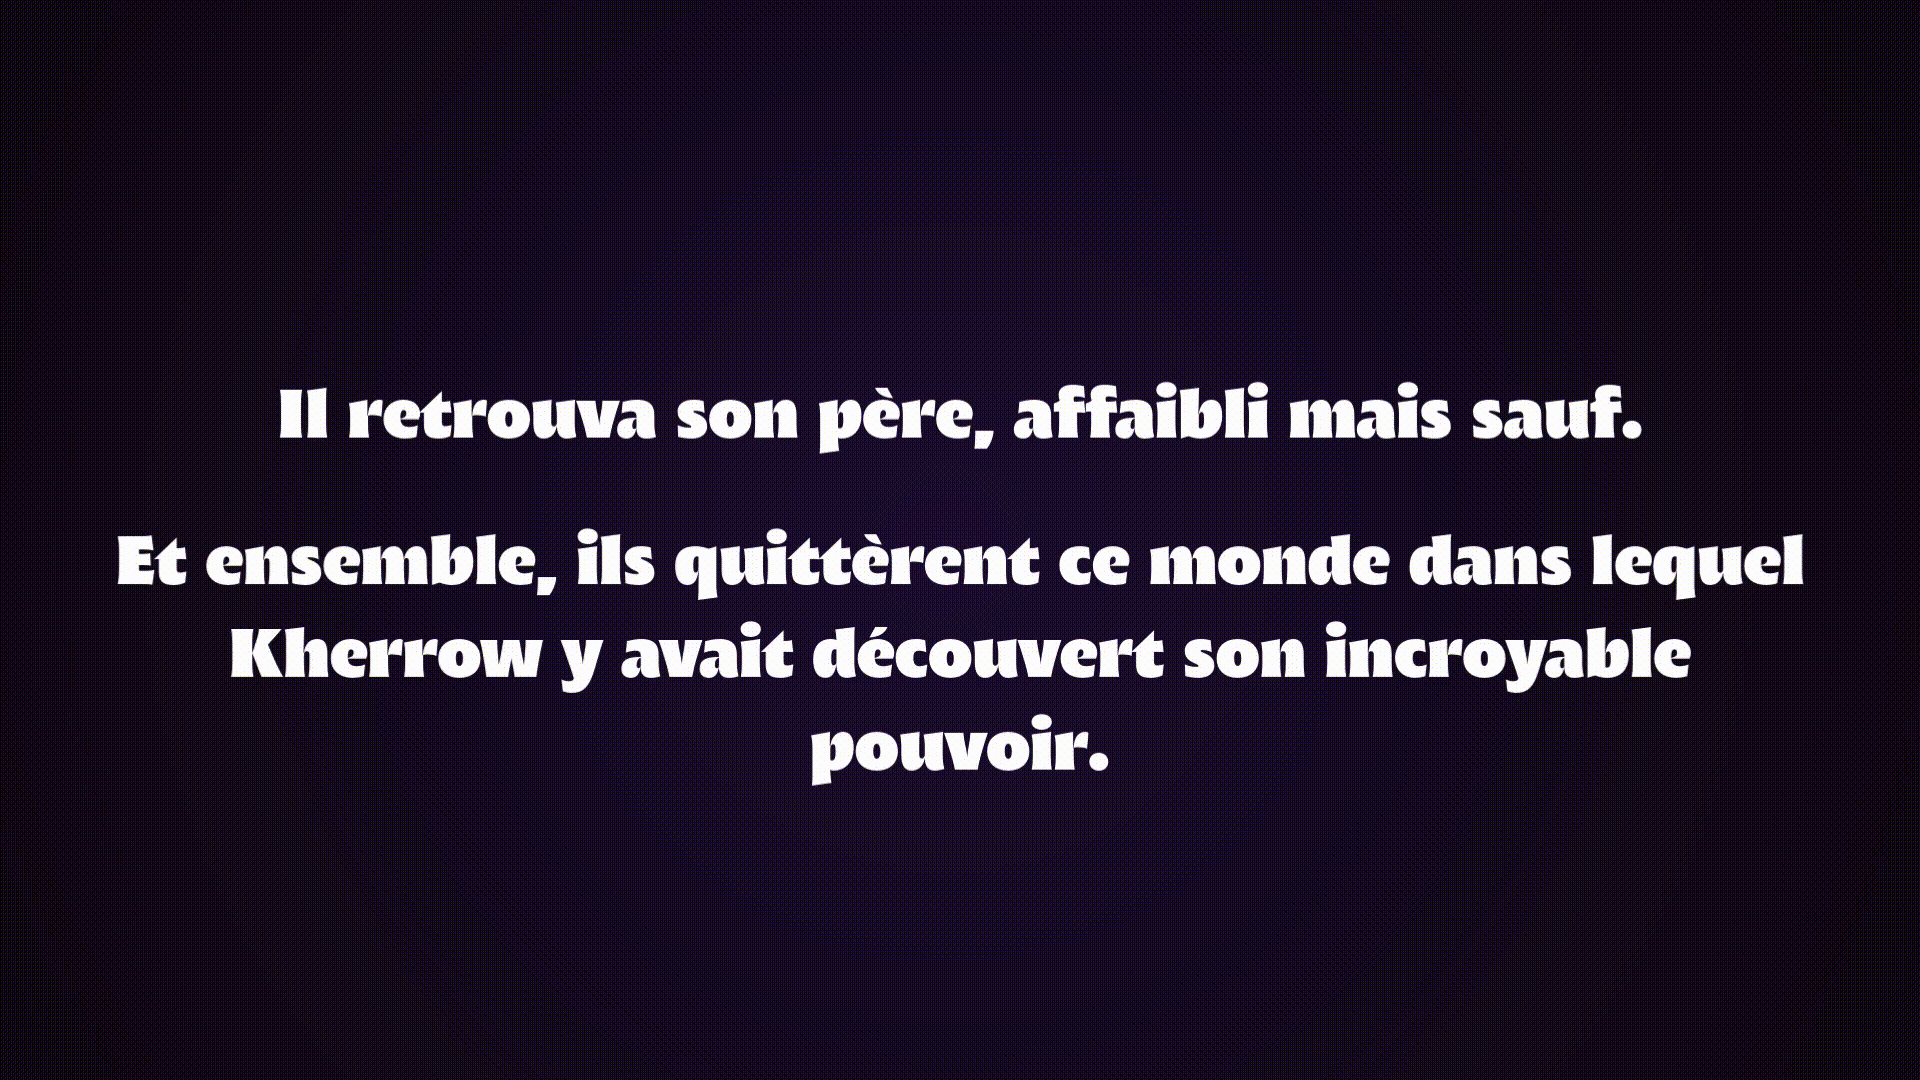 Il retrouva son père, affaibli mais sauf.
Et ensemble, ils quittèrent ce monde dans lequel
Kherrow y avait découvert son incroyable
pouvoir.